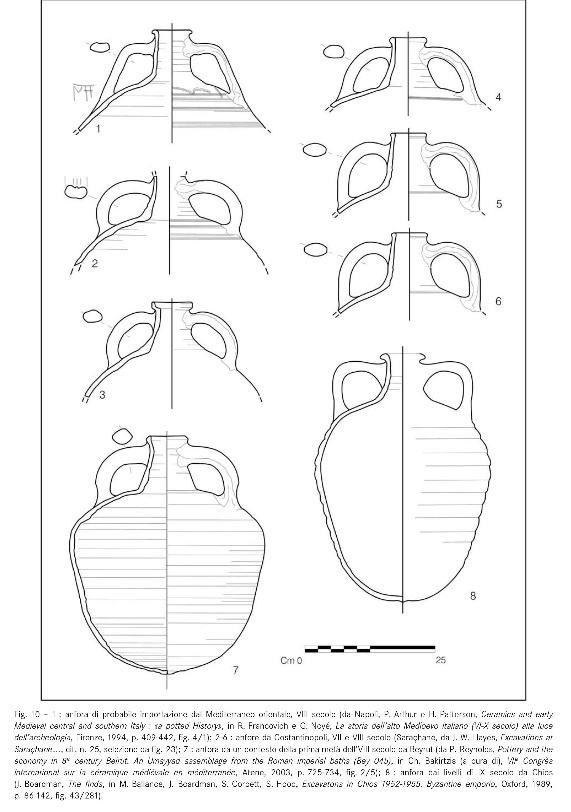 1
4
5
2
6
3
8
7
Cm 0 25
Fig. 10 – 1 : anfora di probabile importazione dal Mediterraneo orientale, VIII secolo (da Napoli, P. Arthur e H. Patterson, Ceramics and early
Medieval central and southern Italy : «a potted History», in R. Francovich e G. Noyé, La storia dell'alto Medioevo italiano (VI-X secolo) alla luce
dell'archeologia, Firenze, 1994, p. 409-442, fig. 4/1); 2-6 : anfore da Costantinopoli, VII e VIII secolo (Saraçhane, da J. W. Hayes, Excavations at
Saraçhane..., cit. n. 25, selezione da fig. 23); 7 : anfora da un contesto della prima metà dell'VIII secolo da Beyrut (da P. Reynolds, Pottery and the
economy in 8th century Beirut. An Umayyad assemblage from the Roman imperial baths (Bey 045), in Ch. Bakirtzis (a cura di), VIIe Congrès
international sur la céramique médiévale en méditerranée, Atene, 2003, p. 725-734, fig. 2/5); 8 : anfora dai livelli di IX secolo da Chios
(J. Boardman, The finds, in M. Ballance, J. Boardman, S. Corbett, S. Hood, Excavations in Chios 1952-1955. Byzantine emporio, Oxford, 1989,
p. 86-142, fig. 43/281).